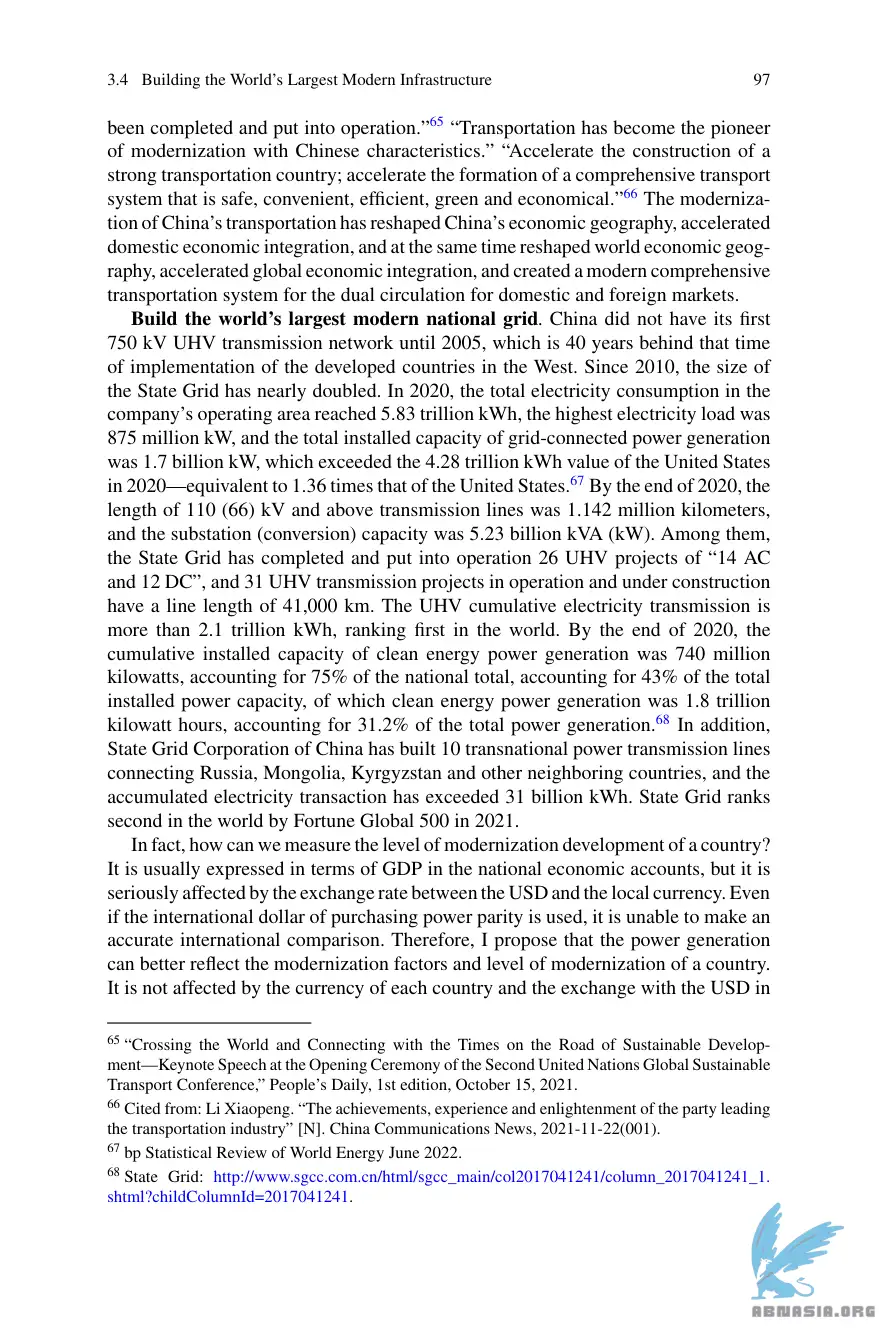 3.4 Building the World's Largest Modern Infrastructure 97
been completed and put into operation."65 "Transportation has become the pioneer
of modernization with Chinese characteristics." "Accelerate the construction of a
strong transportation country; accelerate the formation of a comprehensive transport
system that is safe, convenient, efficient, green and economical."66 The moderniza-
tion of China's transportation has reshaped China's economic geography, accelerated
domestic economic integration, and at the same time reshaped world economic geog-
raphy, accelerated global economic integration, and created a modern comprehensive
transportation system for the dual circulation for domestic and foreign markets.
Build the world's largest modern national grid. China did not have its first
750 kV UHV transmission network until 2005, which is 40 years behind that time
of implementation of the developed countries in the West. Since 2010, the size of
the State Grid has nearly doubled. In 2020, the total electricity consumption in the
company's operating area reached 5.83 trillion kWh, the highest electricity load was
875 million kW, and the total installed capacity of grid-connected power generation
was 1.7 billion kW, which exceeded the 4.28 trillion kWh value of the United States
in 2020—equivalent to 1.36 times that of the United States.67 By the end of 2020, the
length of 110 (66) kV and above transmission lines was 1.142 million kilometers,
and the substation (conversion) capacity was 5.23 billion kVA (kW). Among them,
the State Grid has completed and put into operation 26 UHV projects of "14 AC
and 12 DC", and 31 UHV transmission projects in operation and under construction
have a line length of 41,000 km. The UHV cumulative electricity transmission is
more than 2.1 trillion kWh, ranking first in the world. By the end of 2020, the
cumulative installed capacity of clean energy power generation was 740 million
kilowatts, accounting for 75% of the national total, accounting for 43% of the total
installed power capacity, of which clean energy power generation was 1.8 trillion
kilowatt hours, accounting for 31.2% of the total power generation.68 In addition,
State Grid Corporation of China has built 10 transnational power transmission lines
connecting Russia, Mongolia, Kyrgyzstan and other neighboring countries, and the
accumulated electricity transaction has exceeded 31 billion kWh. State Grid ranks
second in the world by Fortune Global 500 in 2021.
In fact, how can we measure the level of modernization development of a country?
It is usually expressed in terms of GDP in the national economic accounts, but it is
seriously affected by the exchange rate between the USD and the local currency. Even
if the international dollar of purchasing power parity is used, it is unable to make an
accurate international comparison. Therefore, I propose that the power generation
can better reflect the modernization factors and level of modernization of a country.
It is not affected by the currency of each country and the exchange with the USD in
65 "Crossing the World and Connecting with the Times on the Road of Sustainable Develop-
ment—Keynote Speech at the Opening Ceremony of the Second United Nations Global Sustainable
Transport Conference," People's Daily, 1st edition, October 15, 2021.
66 Cited from: Li Xiaopeng. "The achievements, experience and enlightenment of the party leading
the transportation industry" [N]. China Communications News, 2021-11-22(001).
67 bp Statistical Review of World Energy June 2022.
68 State Grid: http://www.sgcc.com.cn/html/sgcc_main/col2017041241/column_2017041241_1.
shtml?childColumnId=2017041241.
ABNASIA.ORG